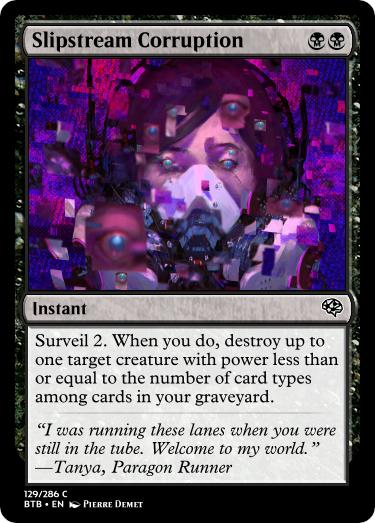 Slipstream Corruption
Instant
Surveil 2. When you do, destroy up to
one target creature with power less than
or equal to the number of card types
among cards in your graveyard.
“I was running these lanes when you were
still in the tube. Welcome to my world.”
—Tanya, Paragon Runner
129/286 C
BTB • EN Pierre Demet